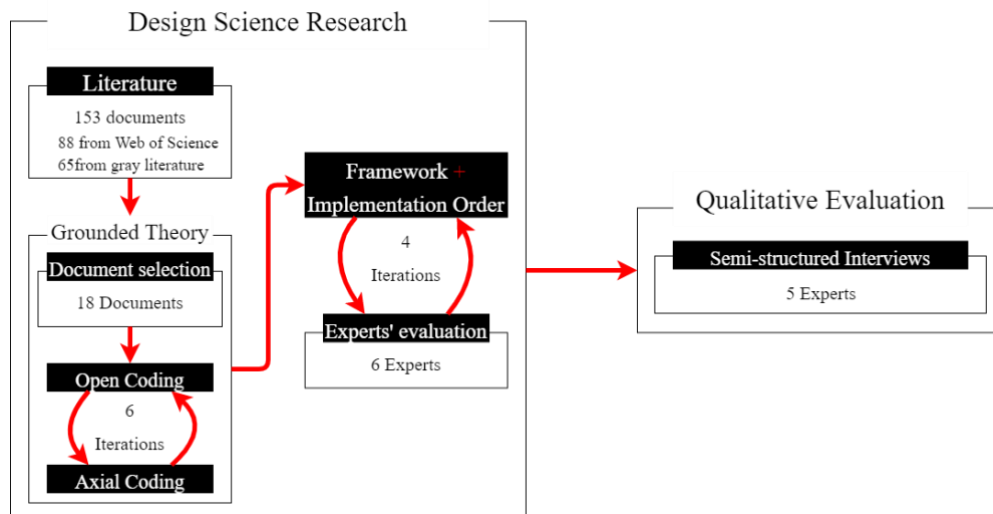 Design Science Research
Literature
153 documents
88 from Web of Science
65from gray literature
Grounded Theory
Document selection
18 Documents
Open Coding
6
Iterations
Axial Coding
Framework +
Implementation Order
4
Iterations
Experts' evaluation
6 Experts
Qualitative Evaluation
Semi-structured Interviews
5 Experts